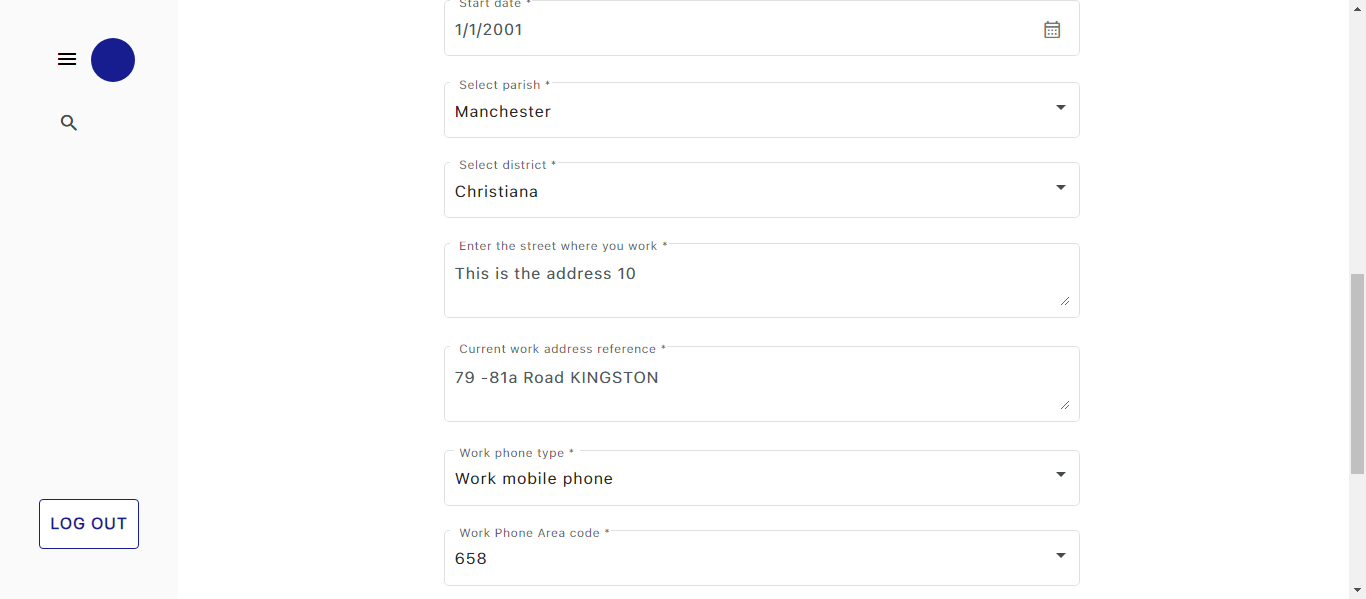 Start date *
1/1/2001
Select parish *
Manchester
Select district *
Christiana
Enter the street where you work *
This is the address 10
Current work address reference *
79 -81a Road KINGSTON
Work phone type *
Work mobile phone
LOG OUT
Work Phone Area code *
658